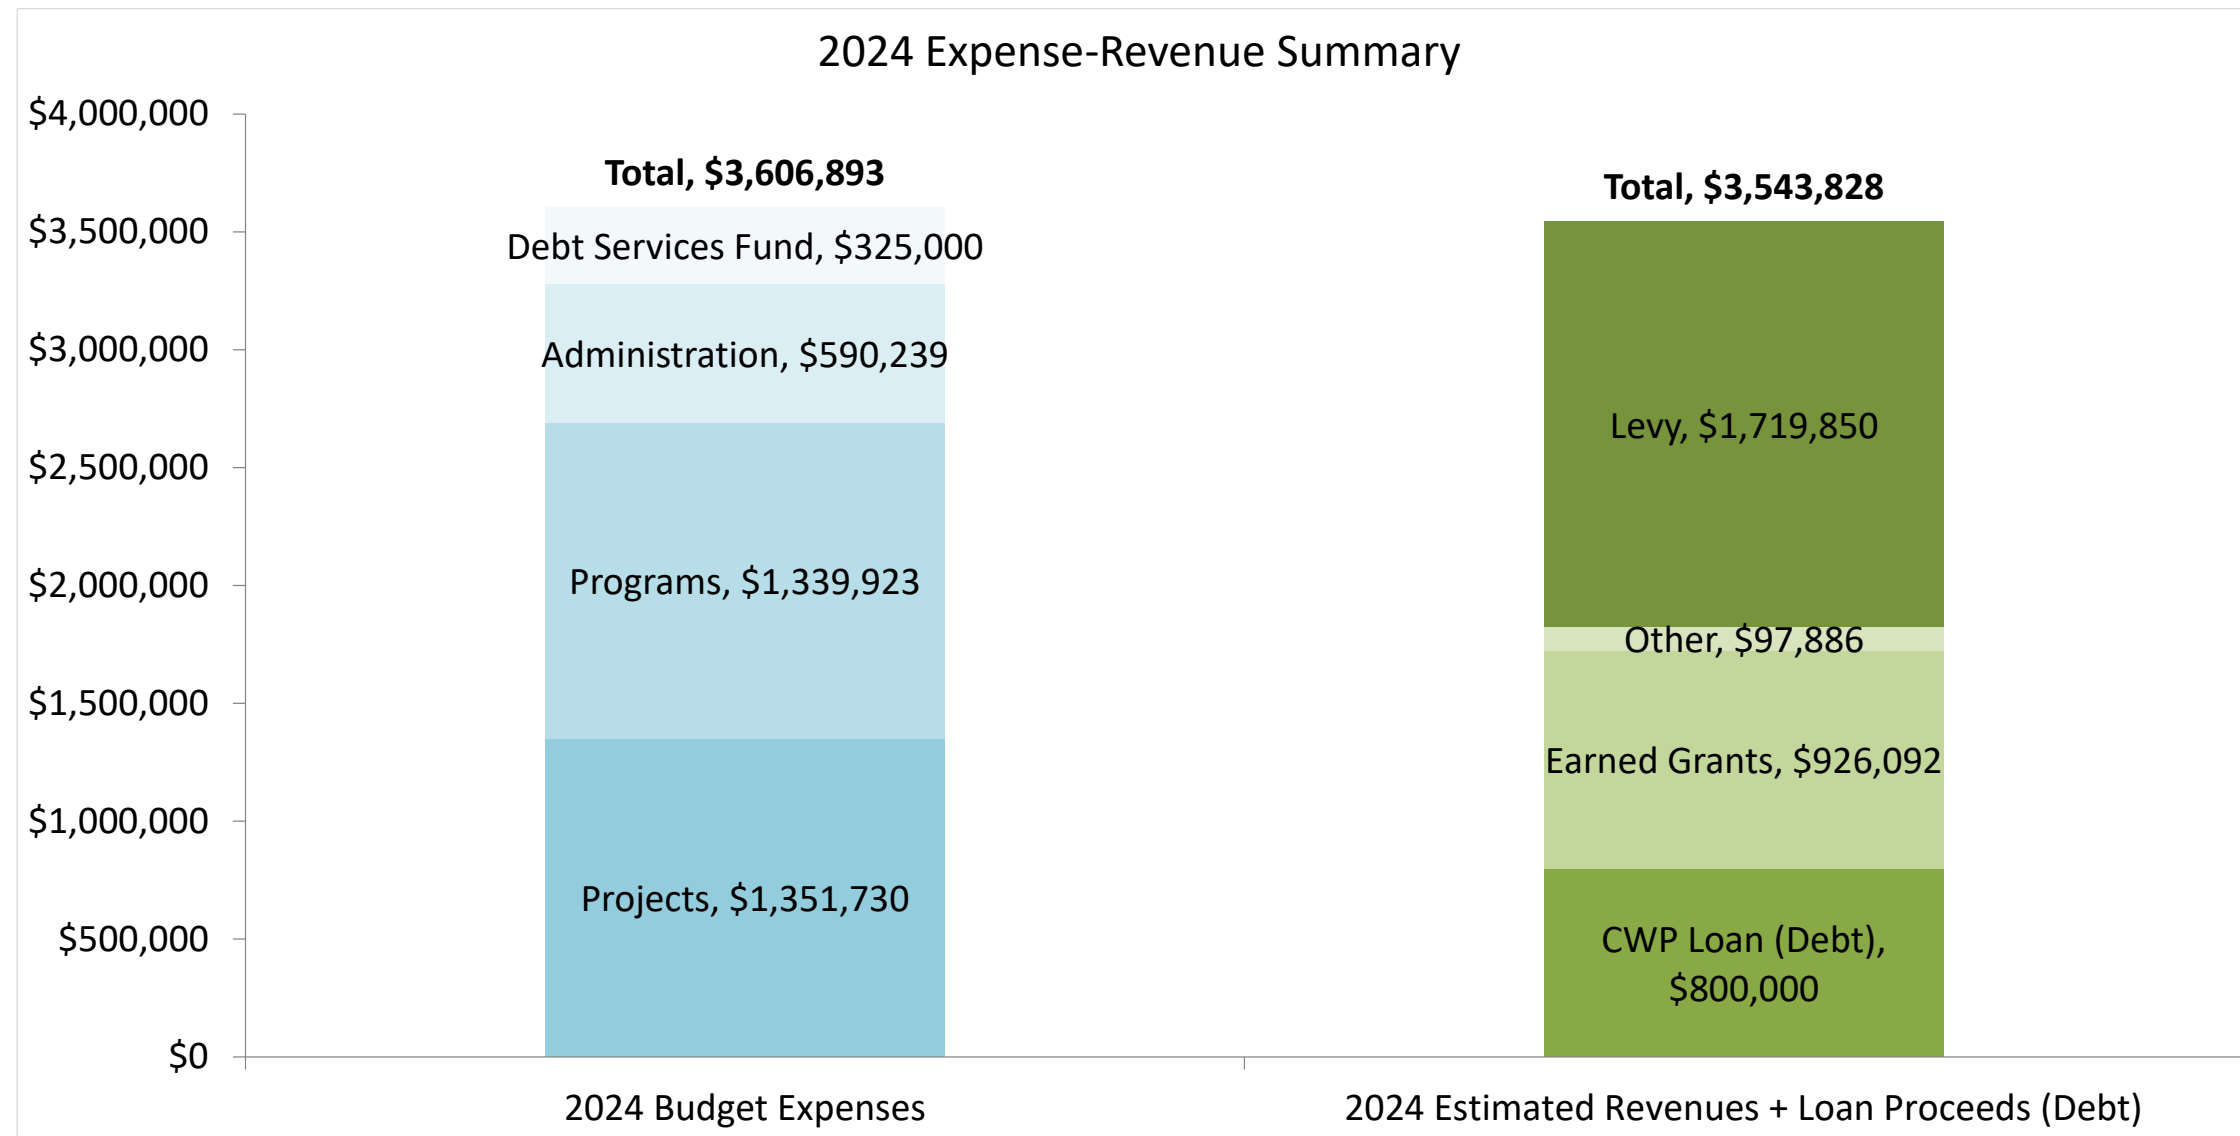 2024 Expense-Revenue Summary
$4,000,000
$3,500,000
$3,000,000
$2,500,000
$2,000,000
$1,500,000
$1,000,000
$500,000
$0
Total, $3,606,893
Debt Services Fund, $325,000
Administration, $590,239
Programs, $1,339,923
Projects, $1,351,730
Total, $3,543,828
Levy, $1,719,850
Other, $97,886
Earned Grants, $926,092
CWP Loan (Debt),
$800,000
2024 Budget Expenses
2024 Estimated Revenues + Loan Proceeds (Debt)